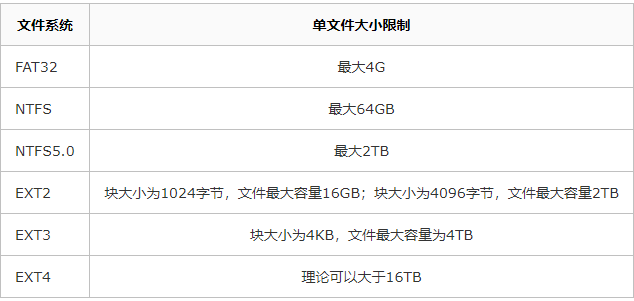 文件系统 单文件大小限制
FAT32 最大4G
NTFS 最大64GB
NTFS5.0 最大2TB
EXT2 块大小为1024字节，文件最大容量16GB；块大小为4096字节，文件最大容量2TB
EXT3 块大小为4KB，文件最大容量为4TB
EXT4 理论可以大于16TB